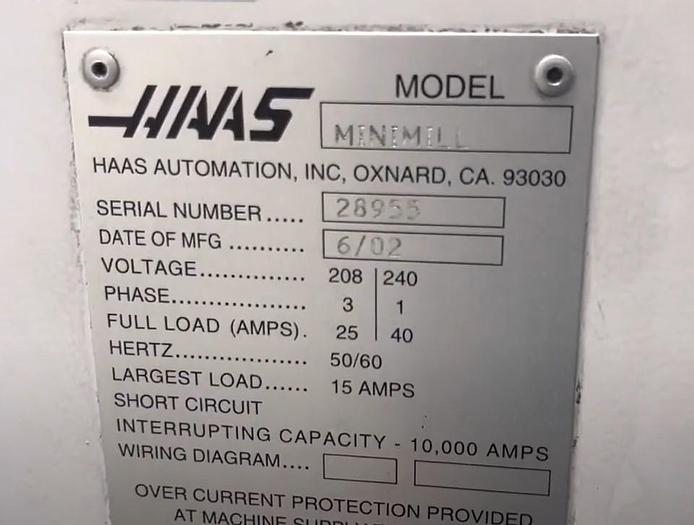 HAAS
MODEL
MINIMILL
HAAS AUTOMATION, INC, OXNARD, CA. 93030
SERIAL NUMBER ..... 28955
DATE OF MFG .......... 6/02
VOLTAGE.............. 208 | 240
PHASE................. 3 | 1
FULL LOAD (AMPS). 25 | 40
HERTZ................. 50/60
LARGEST LOAD...... 15 AMPS
SHORT CIRCUIT
INTERRUPTING CAPACITY - 10,000 AMPS
WIRING DIAGRAM....
OVER CURRENT PROTECTION PROVIDED
AT MACHINE